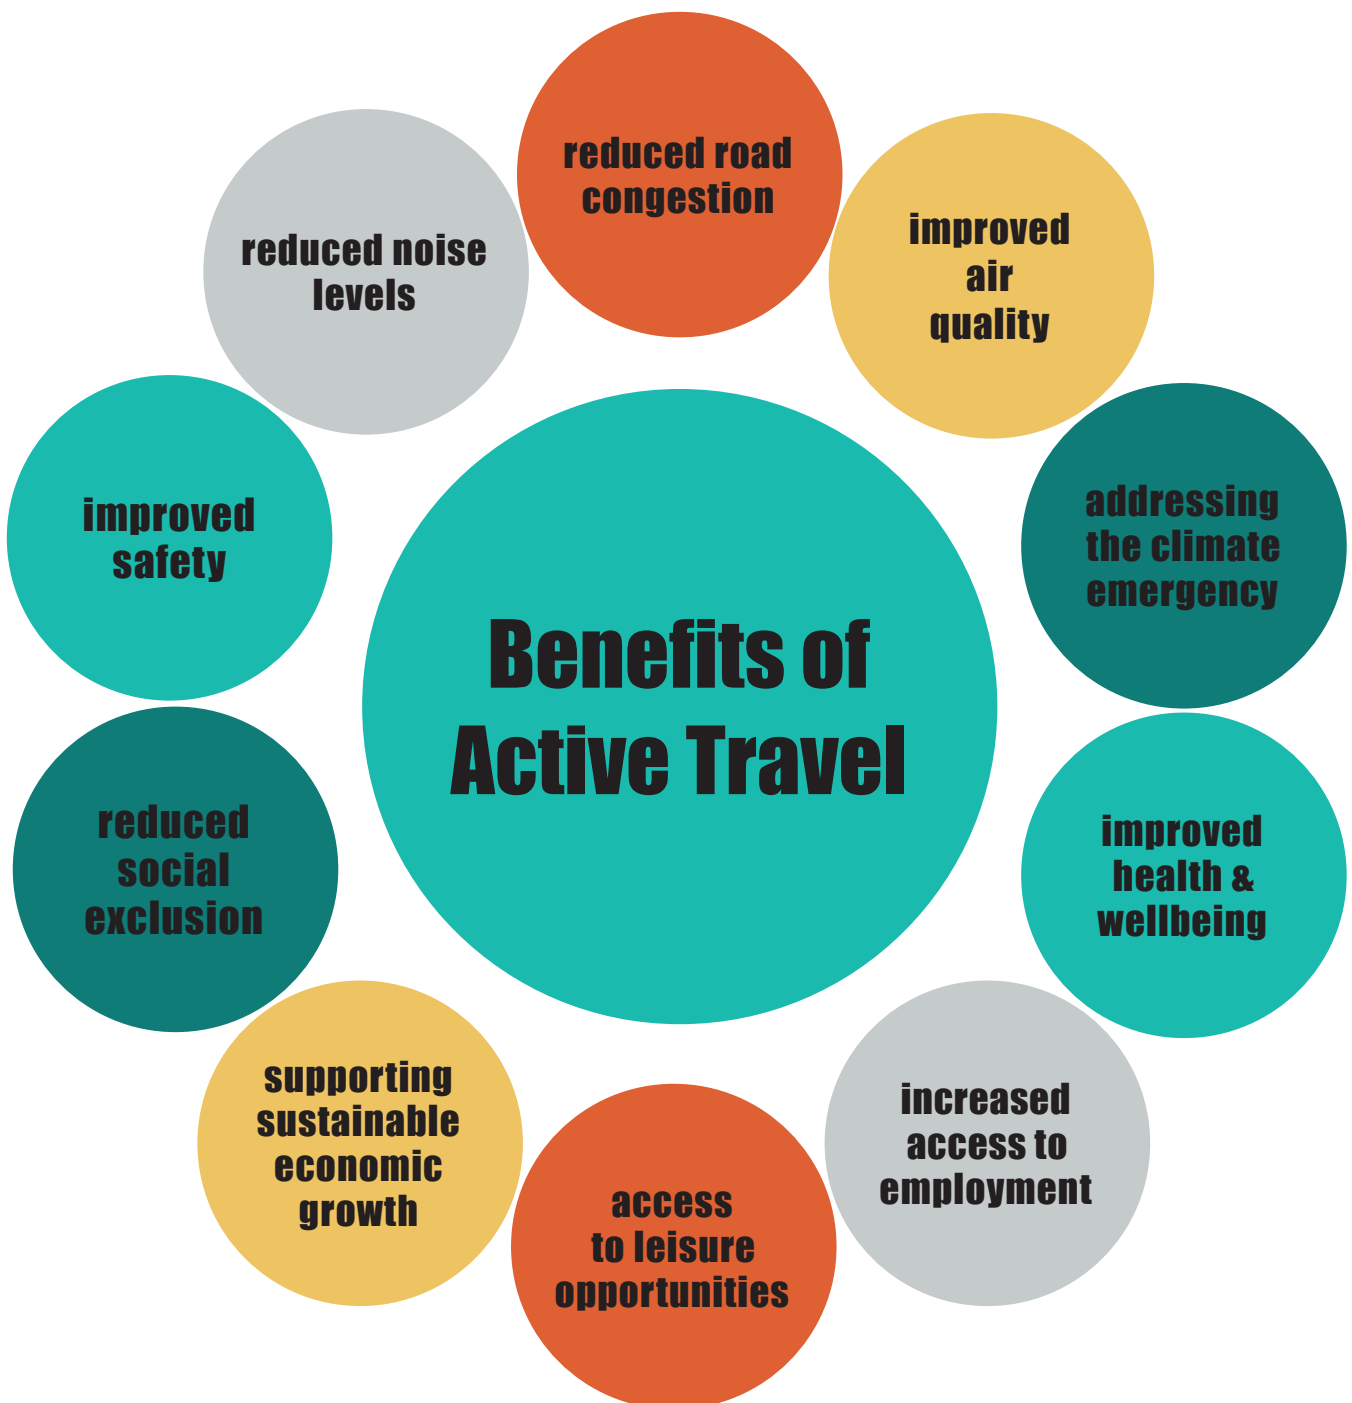 reduced road
congestion
improved
air
quality
addressing
the climate
emergency
improved
health &
wellbeing
increased
access to
employment
access
to leisure
opportunities
supporting
sustainable
economic
growth
reduced
social
exclusion
improved
safety
reduced noise
levels
Benefits of
Active Travel